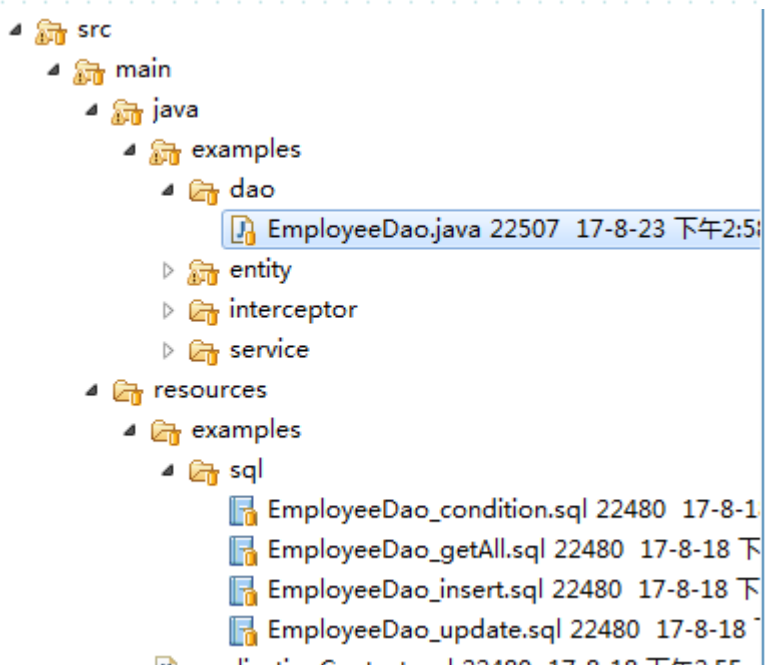 src
main
java
examples
dao
EmployeeDao.java 22507 17-8-23 下午2:5
entity
interceptor
service
resources
examples
sql
EmployeeDao_condition.sql 22480 17-8-1
EmployeeDao_getAll.sql 22480 17-8-18 下
EmployeeDao_insert.sql 22480 17-8-18 下
EmployeeDao_update.sql 22480 17-8-18